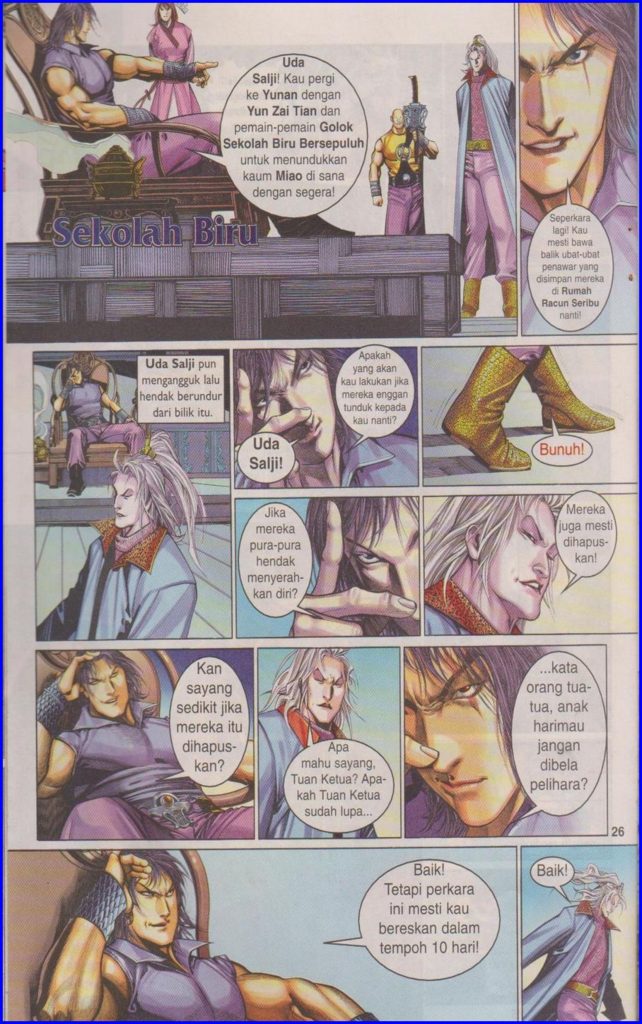 Uda
Salji! Kau pergi
ke Yunan dengan
Yun Zai Tian dan
pemain-pemain Golok
Sekolah Biru Bersepuluh
untuk menundukkan
kaum Miao di sana
dengan segera!
Sekolah Biru
Seperkara
lagi! Kau
mesti bawa
balik ubat-ubat
penawar yang
disimpan mereka
di Rumah
Racun Seribu
nanti!
Uda Salji pun
mengangguk lalu
hendak berundur
dari bilik itu.
Uda
Salji!
Apakah
yang akan
kau lakukan jika
mereka enggan
tunduk kepada
kau nanti?
Bunuh!
Jika
mereka
pura-pura
hendak
menyerah-
kan diri?
Mereka
juga mesti
dihapus-
kan!
Kan
sayang
sedikit jika
mereka itu
dihapus-
kan?
Apa
mahu sayang,
Tuan Ketua? Apa-
kah Tuan Ketua
sudah lupa...
...kata
orang tua-
tua, anak
harimau
jangan
dibela
pelihara?
26
Baik!
Tetapi perkara
ini mesti kau
bereskan dalam
tempoh 10 hari!
Baik!